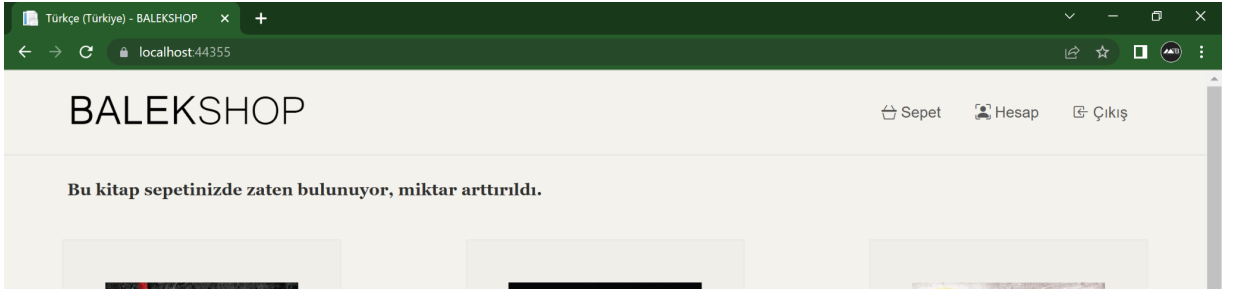 Türkçe (Türkiye) - BALEKSHOP
localhost:44355
BALEKSHOP
Sepet Hesap Çıkış
Bu kitap sepetinizde zaten bulunuyor, miktar arttırıldı.